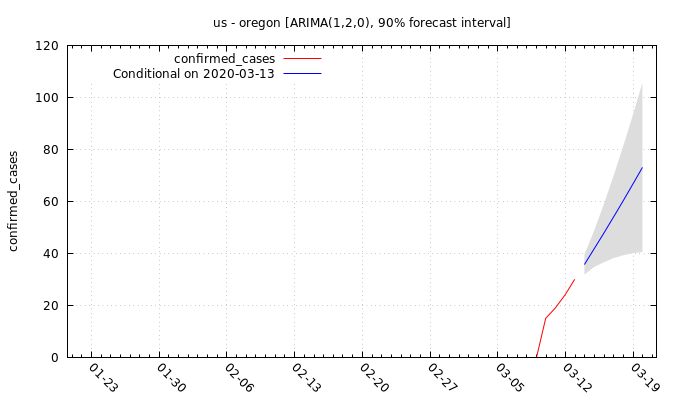 us - oregon [ARIMA(1,2,0), 90% forecast interval]
confirmed_cases
Conditional on 2020-03-13
confirmed_cases
120
100
80
60
40
20
0
01-23 01-30 02-06 02-13 02-20 02-27 03-05 03-12 03-19